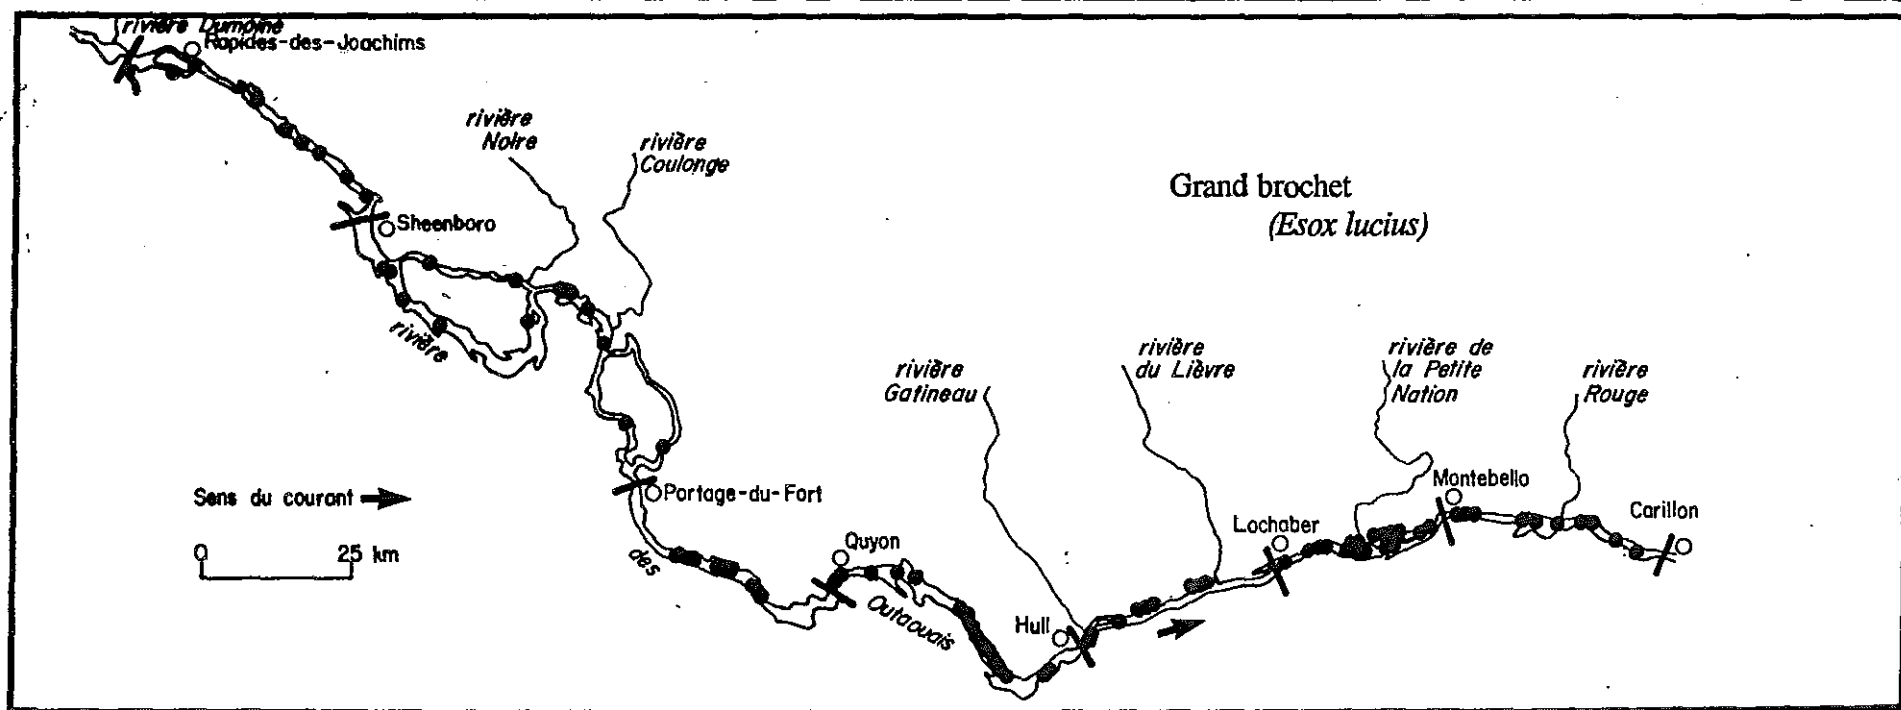 rivière Dumoine
Rapides-des-Joachims
rivière
Noire
rivière
Coulonge
Grand brochet
(Esox lucius)
Sheenboro
rivière
rivière
Gatineau
rivière
du Lièvre
rivière de
la Petite
Nation
rivière
Rouge
Sens du courant
Portage-du-Fort
Montebello
Carillon
Lochaber
Quyon
0 25 km
des
Outaouais
Hull